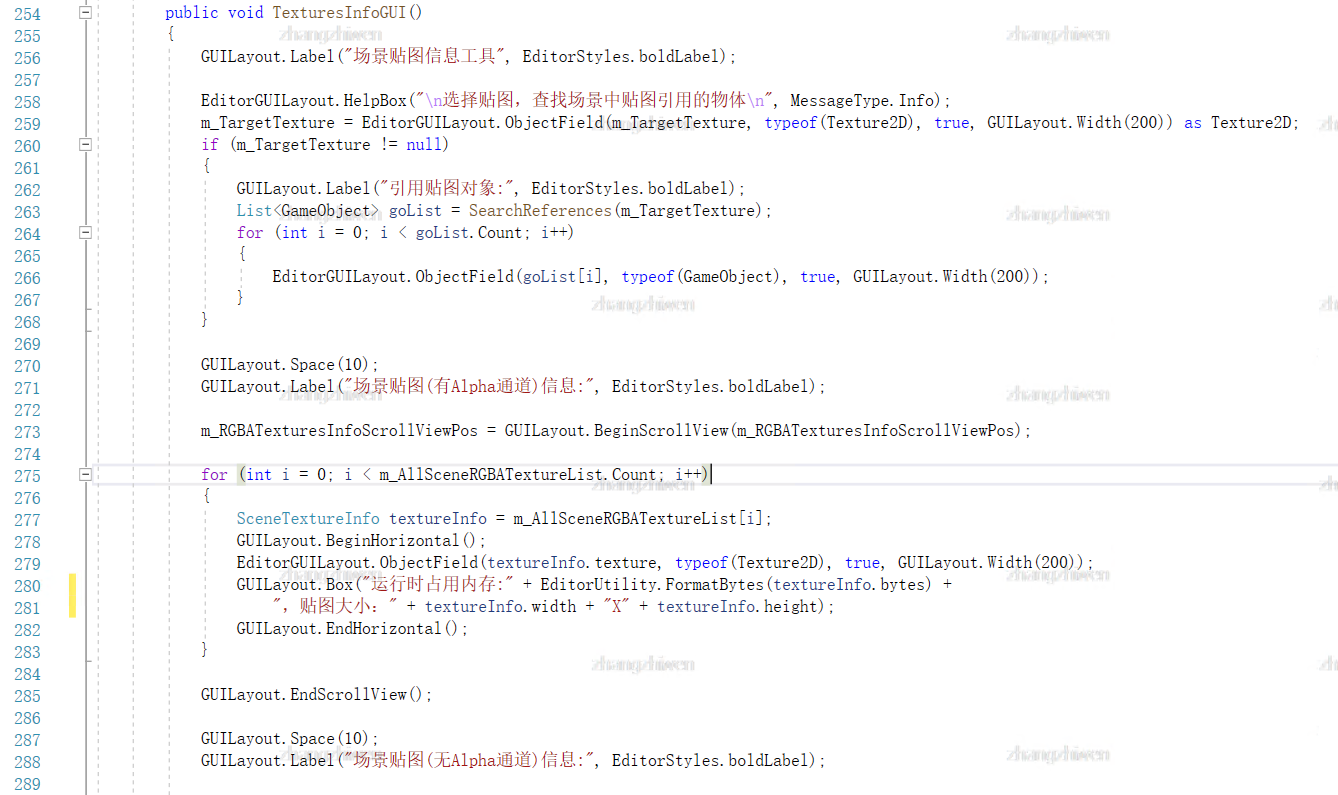 254 public void TexturesInfoGUI()
255 {
256 GUILayout.Label("场景贴图信息工具", EditorStyles.boldLabel);
257
258 EditorGUILayout.HelpBox("\n选择贴图，查找场景中贴图引用的物体\n", MessageType.Info);
259 m_TargetTexture = EditorGUILayout.ObjectField(m_TargetTexture, typeof(Texture2D), true, GUILayout.Width(200)) as Texture2D;
260 if (m_TargetTexture != null)
261 {
262 GUILayout.Label("引用贴图对象:", EditorStyles.boldLabel);
263 List<GameObject> goList = SearchReferences(m_TargetTexture);
264 for (int i = 0; i < goList.Count; i++)
265 {
266 EditorGUILayout.ObjectField(goList[i], typeof(GameObject), true, GUILayout.Width(200));
267 }
268 }
269
270 GUILayout.Space(10);
271 GUILayout.Label("场景贴图(有Alpha通道)信息:", EditorStyles.boldLabel);
272
273 m_RGBATexturesInfoScrollViewPos = GUILayout.BeginScrollView(m_RGBATexturesInfoScrollViewPos);
274
275 for (int i = 0; i < m_AllSceneRGBATextureList.Count; i++)
276 {
277 SceneTextureInfo textureInfo = m_AllSceneRGBATextureList[i];
278 GUILayout.BeginHorizontal();
279 EditorGUILayout.ObjectField(textureInfo.texture, typeof(Texture2D), true, GUILayout.Width(200));
280 GUILayout.Box("运行时占用内存:" + EditorUtility.FormatBytes(textureInfo.bytes) +
281 "，贴图大小：" + textureInfo.width + "X" + textureInfo.height);
282 GUILayout.EndHorizontal();
283 }
284
285 GUILayout.EndScrollView();
286
287 GUILayout.Space(10);
288 GUILayout.Label("场景贴图(无Alpha通道)信息:", EditorStyles.boldLabel);
289
zhangzhiwen